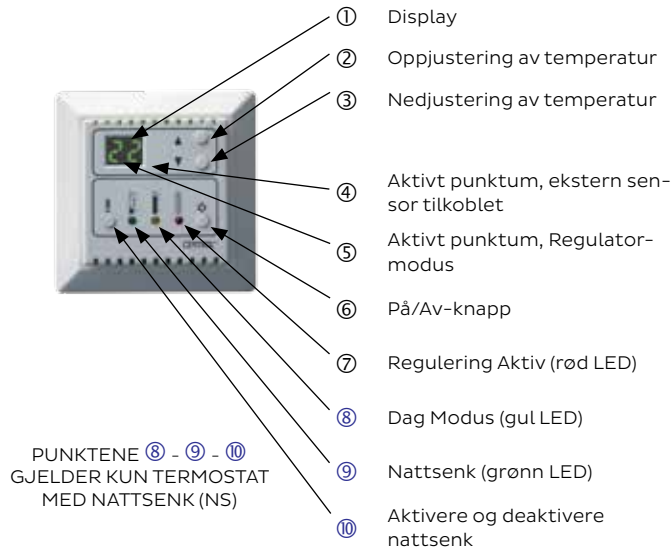 ① Display
② Oppjustering av temperatur
③ Nedjustering av temperatur
22
④ Aktivt punktum, ekstern sen-
sor tilkoblet
⑤ Aktivt punktum, Regulator-
modus
⑥ På/Av-knapp
⑦ Regulering Aktiv (rød LED)
⑧ Dag Modus (gul LED)
⑨ Nattsenk (grønn LED)
⑩ Aktivere og deaktivere
nattsenk
PUNKTENE ⑧ - ⑨ - ⑩
GJELDER KUN TERMOSTAT
MED NATTSENK (NS)